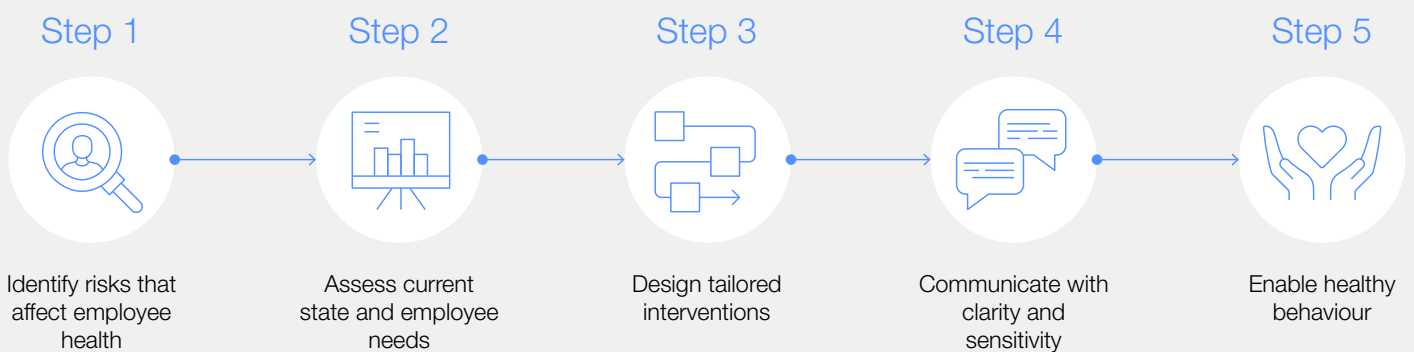 Step 1
Step 2
Step 3
Step 4
Step 5
Identify risks that
affect employee
health
Assess current
state and employee
needs
Design tailored
interventions
Communicate with
clarity and
sensitivity
Enable healthy
behaviour